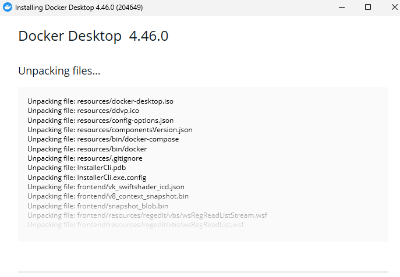 Installing Docker Desktop 4.46.0 (204649)
Docker Desktop 4.46.0
Unpacking files...
Unpacking file: resources/docker-desktop.iso
Unpacking file: resources/ddvp.ico
Unpacking file: resources/config-options.json
Unpacking file: resources/componentsVersion.json
Unpacking file: resources/bin/docker-compose
Unpacking file: resources/bin/docker
Unpacking file: resources/.gitignore
Unpacking file: InstallerCli.pdb
Unpacking file: InstallerCli.exe.config
Unpacking file: frontend/vk_swiftshader_icd.json
Unpacking file: frontend/v8_context_snapshot.bin
Unpacking file: frontend/snapshot_blob.bin
Unpacking file: frontend/resources/regedit/vbs/wsRegReadListStream.wsf
Unpacking file: frontend/resources/regedit/vbs/wsRegReadList.wsf